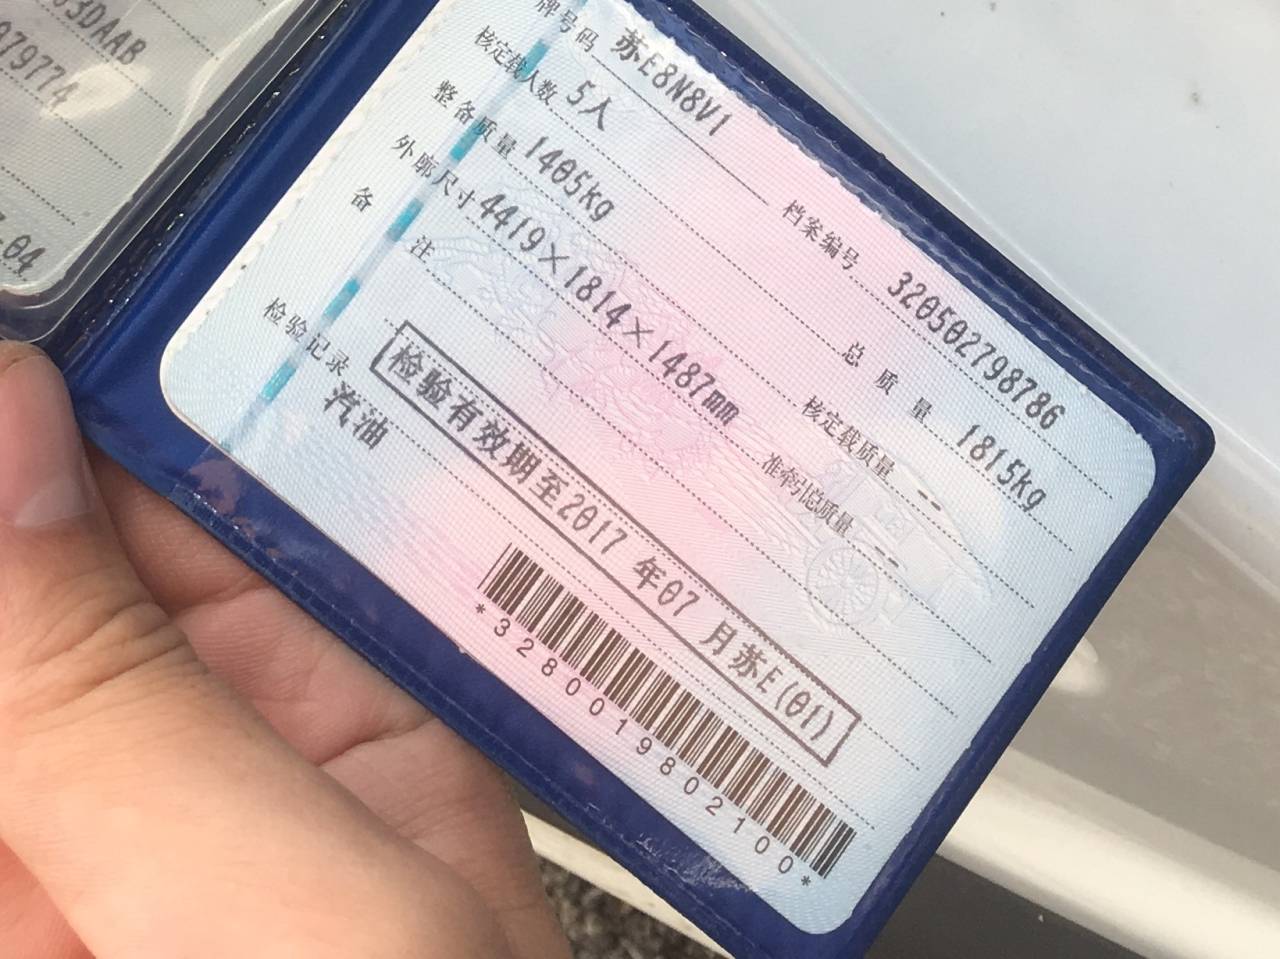 03DAAB
979774
-04
牌号码 苏E8N8V1 档案编号 320502798786
核定载人数 5人 总质量 1815kg
整备质量 1405kg 核定载质量 --
外廓尺寸 4419×1814×1487mm 准牵引总质量 --
备注
检验有效期至2017年07月苏E(01)
检验记录
汽油
*3280019802100*